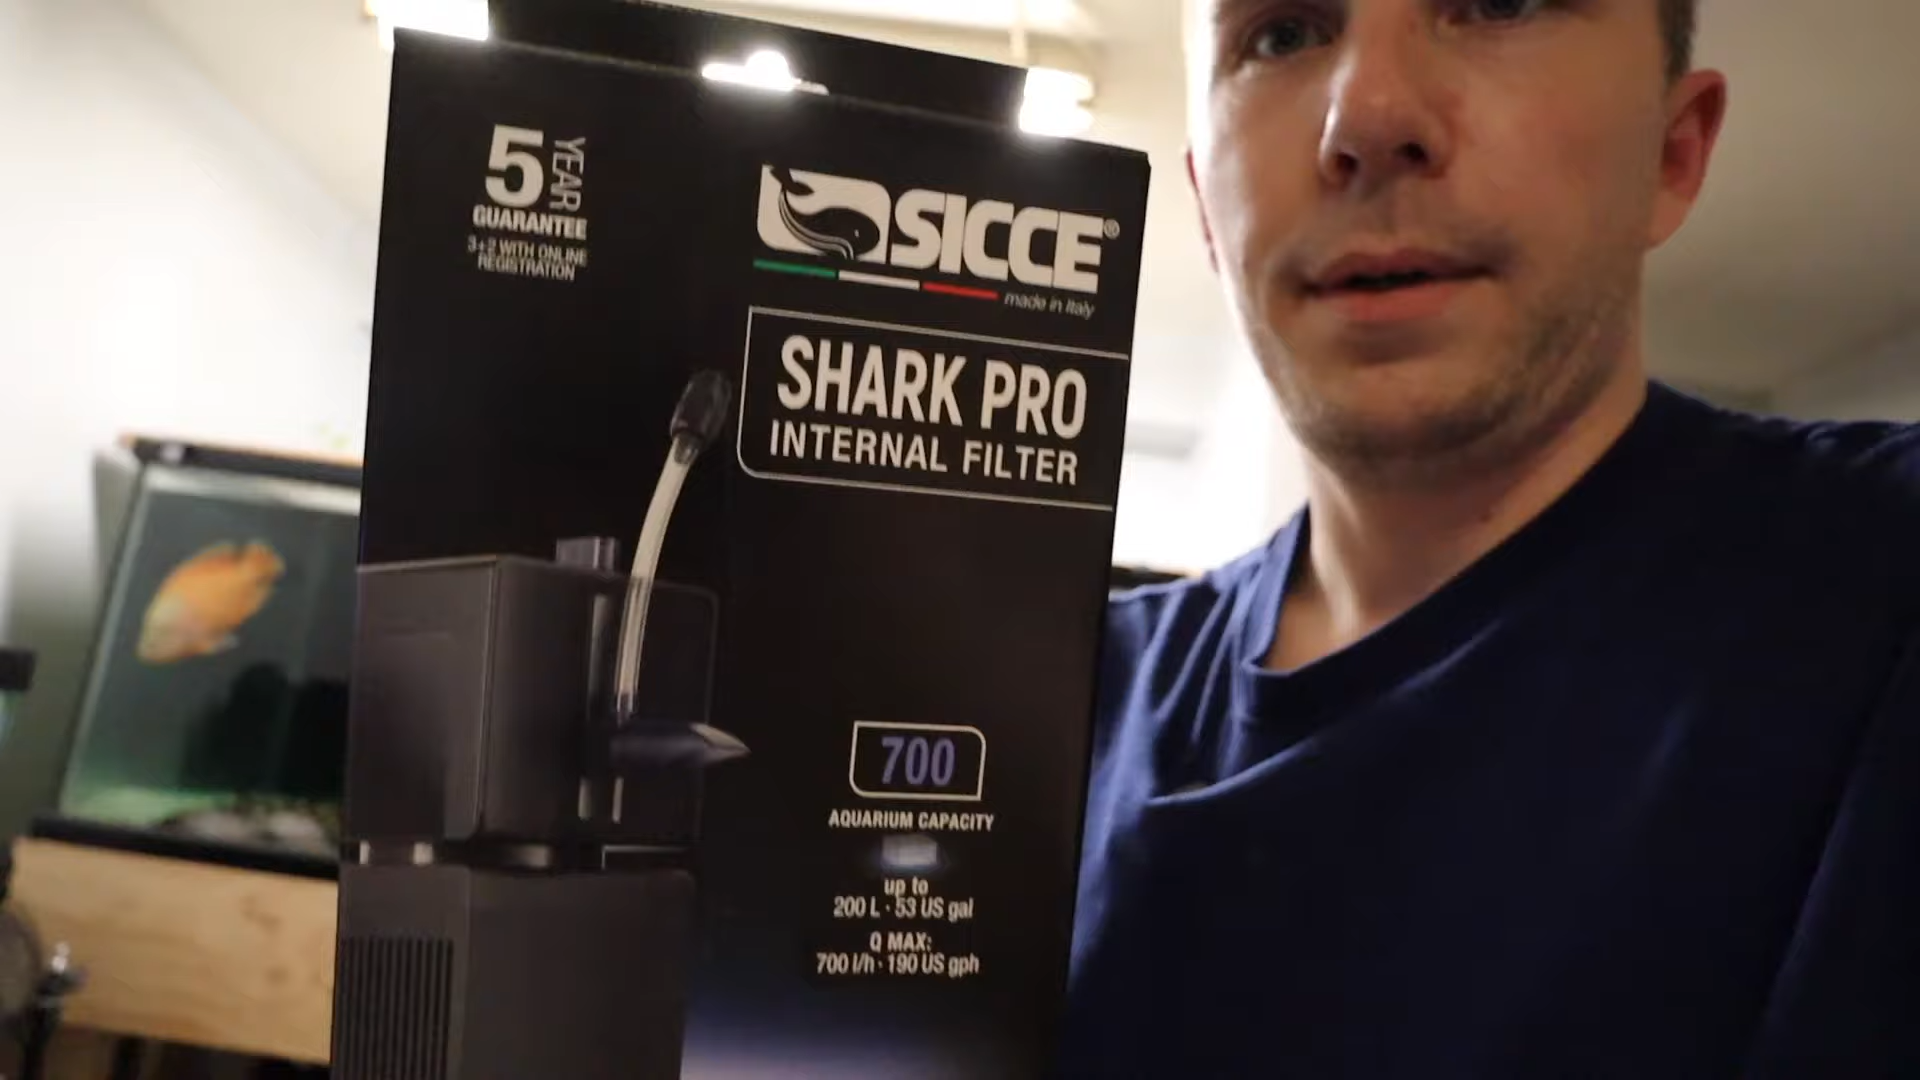 5 YEAR
GUARANTEE
3+2 WITH ONLINE
REGISTRATION
SICCE®
made in Italy
SHARK PRO
INTERNAL FILTER
700
AQUARIUM CAPACITY
up to
200 L · 53 US gal
Q MAX:
700 l/h · 190 US gph